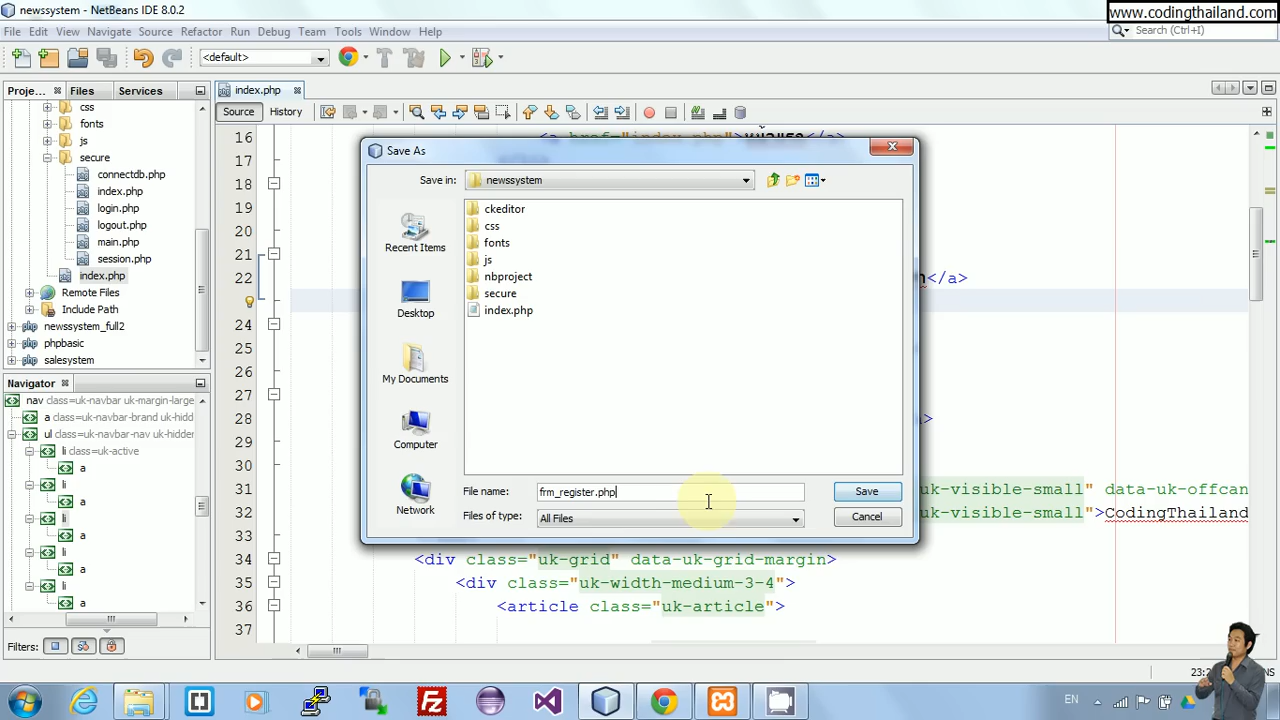 newssystem - NetBeans IDE 8.0.2
www.codingthailand.com
File Edit View Navigate Source Refactor Run Debug Team Tools Window Help
Search (Ctrl+I)
<default>
Proje... Files Services
index.php
Source History
css
fonts
js
secure
connectdb.php
index.php
login.php
logout.php
main.php
session.php
index.php
Remote Files
Include Path
newssystem_full2
phpbasic
salesystem
Navigator
nav class=uk-navbar uk-margin-large
a class=uk-navbar-brand uk-hidd
ul class=uk-navbar-nav uk-hidden
li class=uk-active
a
li
a
li
a
li
a
li
a
Filters:
16
17
18
19
20
21
22 </a>
24
25
26
27
28 >
29
30
31 uk-visible-small" data-uk-offcan
32 uk-visible-small">CodingThailand
33
34 <div class="uk-grid" data-uk-grid-margin>
35 <div class="uk-width-medium-3-4">
36 <article class="uk-article">
37
Save As
Save in: newssystem
Recent Items
Desktop
My Documents
Computer
Network
ckeditor
css
fonts
js
nbproject
secure
index.php
File name: frm_register.php
Save
Files of type: All Files
Cancel
EN